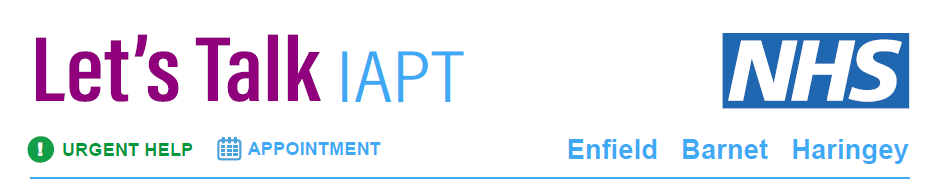 Let's Talk IAPT
NHS
! URGENT HELP APPOINTMENT
Enfield Barnet Haringey